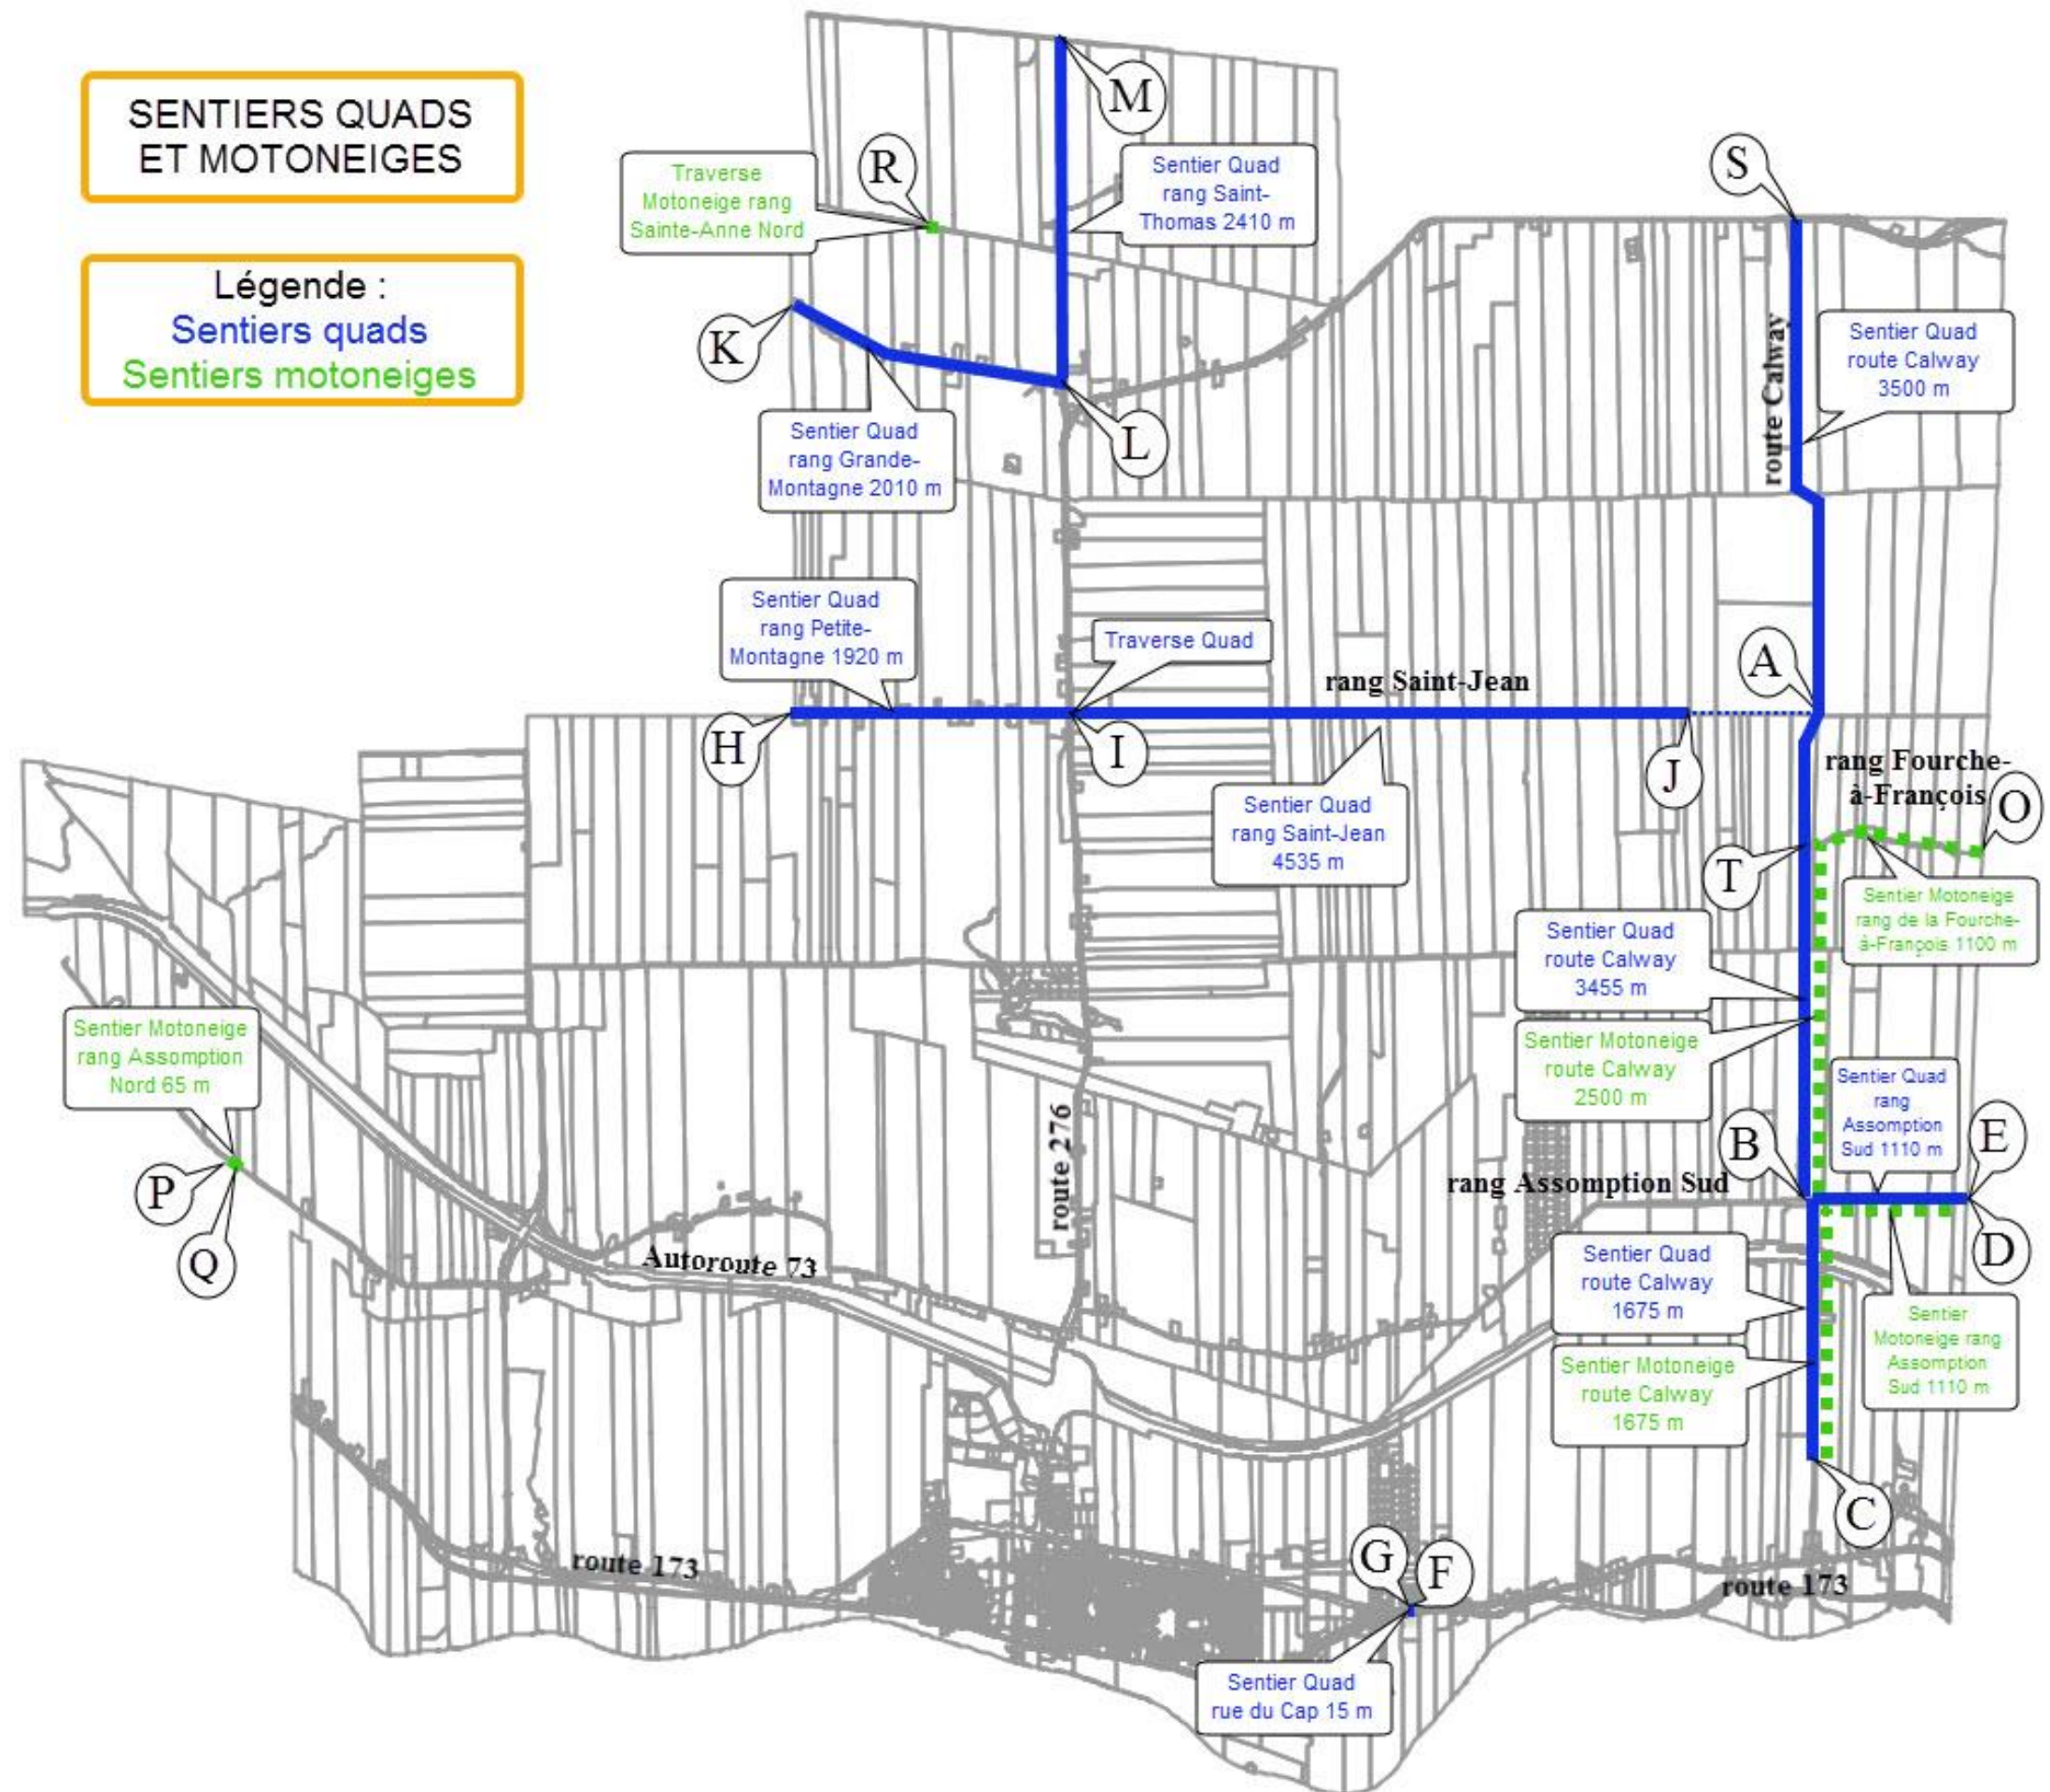 SENTIERS QUADS
ET MOTONEIGES
Légende :
Sentiers quads
Sentiers motoneiges
M
R
S
Traverse
Motoneige rang
Sainte-Anne Nord
Sentier Quad
rang Saint-
Thomas 2410 m
K
L
route Calway
Sentier Quad
route Calway
3500 m
Sentier Quad
rang Grande-
Montagne 2010 m
Sentier Quad
rang Petite-
Montagne 1920 m
Traverse Quad
rang Saint-Jean
A
H
I
J
rang Fourche-
à-François
O
Sentier Quad
rang Saint-Jean
4535 m
T
Sentier Motoneige
rang de la Fourche-
à-François 1100 m
Sentier Quad
route Calway
3455 m
Sentier Motoneige
route Calway
2500 m
Sentier Motoneige
rang Assomption
Nord 65 m
Sentier Quad
rang
Assomption
Sud 1110 m
route 276
B
E
P
Q
rang Assomption Sud
D
Autoroute 73
Sentier Quad
route Calway
1675 m
Sentier
Motoneige rang
Assomption
Sud 1110 m
Sentier Motoneige
route Calway
1675 m
C
G
F
route 173
route 173
Sentier Quad
rue du Cap 15 m